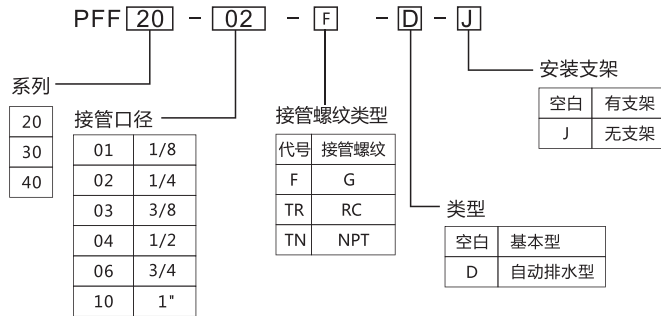 PFF 20 - 02 - F - D - J
系列
20
30
40
接管口径
01 1/8
02 1/4
03 3/8
04 1/2
06 3/4
10 1"
接管螺纹类型
代号 接管螺纹
F G
TR RC
TN NPT
类型
空白 基本型
D 自动排水型
安装支架
空白 有支架
J 无支架